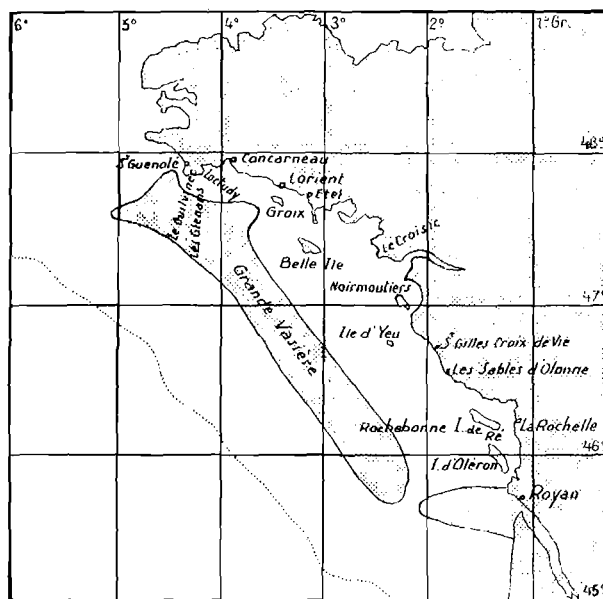 6°
5°
4°
3°
2°
1° Gr.
48°
St Guenolé
Concarneau
Loctudy
Lorient
Etel
Le Guilvinec
Les Glenans
Groix
Le Croisic
Belle Ile
Noirmoutiers
47°
Grande Vasière
Ile d'Yeu
St Gilles Croix de Vie
Les Sables d'Olonne
Rochebonne
I. de Ré
La Rochelle
46°
I. d'Oléron
Royan
45°